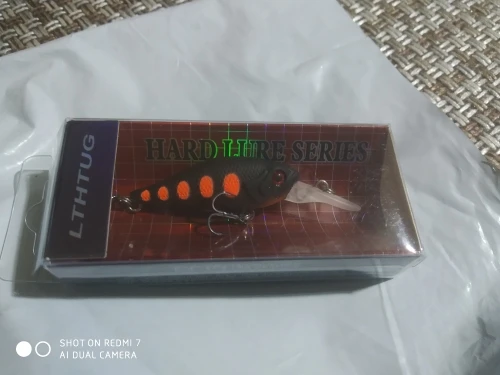 HARD LURE SERIES
LTHTUG
SHOT ON REDMI 7
AI DUAL CAMERA